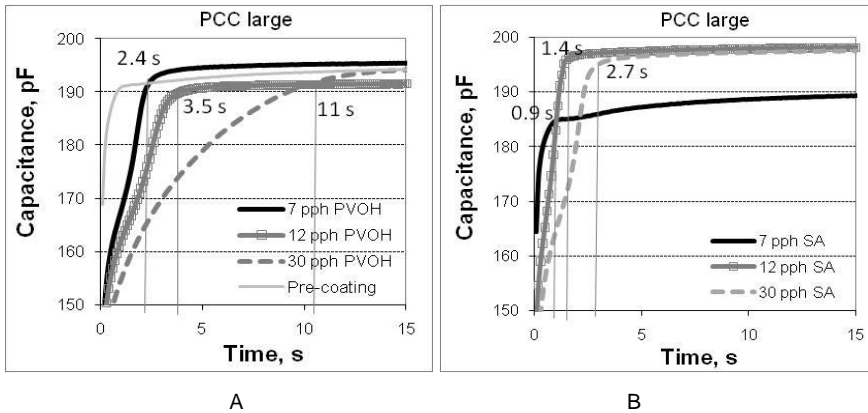 PCC large
Capacitance, pF
200
190
180
170
160
150
2.4 s
3.5 s
11 s
7 pph PVOH
12 pph PVOH
30 pph PVOH
Pre-coating
0
5
10
15
Time, s
A
PCC large
Capacitance, pF
200
190
180
170
160
150
1.4 s
2.7 s
0.9 s
7 pph SA
12 pph SA
30 pph SA
0
5
10
15
Time, s
B